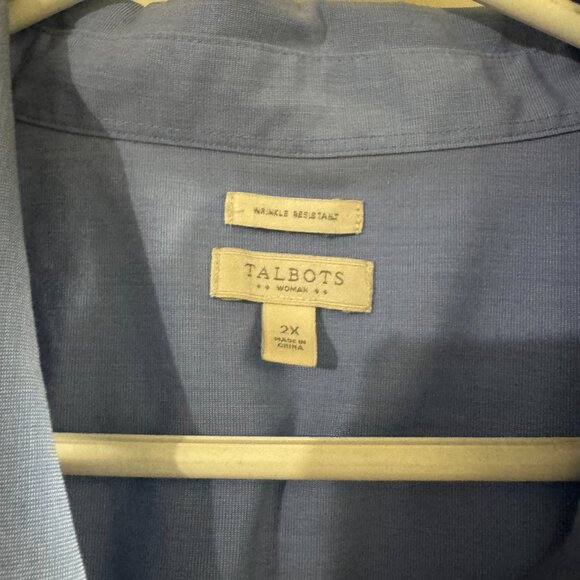 WRINKLE RESISTANT
TALBOTS
WOMAN
2X
MADE IN
CHINA